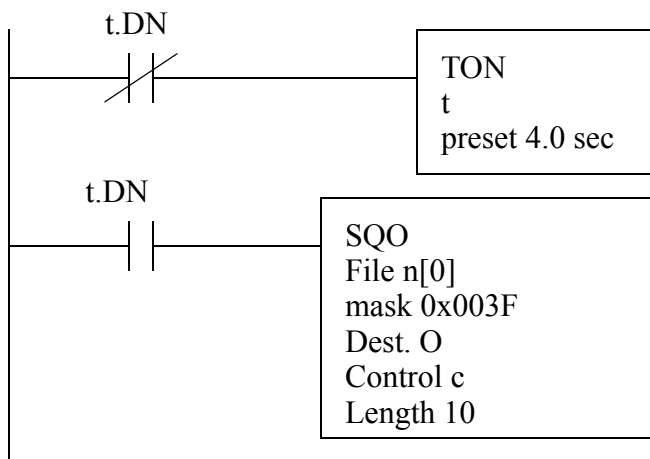 t.DN
TON
t
preset 4.0 sec
t.DN
SQO
File n[0]
mask 0x003F
Dest. O
Control c
Length 10